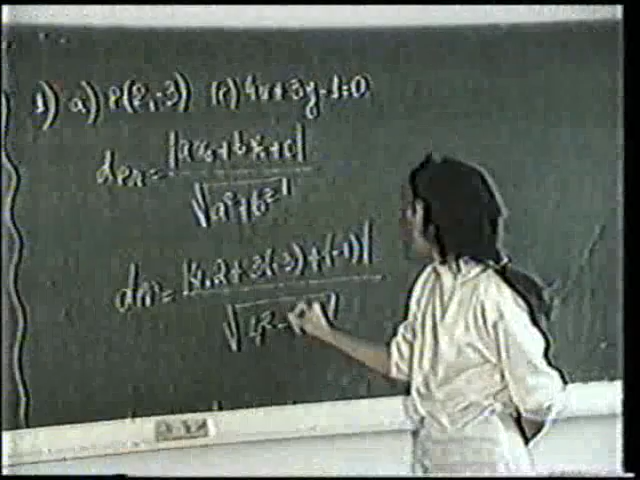 1) a) P(2,-3) (r) 4x+3y-1=0
dPr= |ax₀+by₀+c|
√a²+b²
dPr= |4.2+3(-3)+(-1)|
√4²